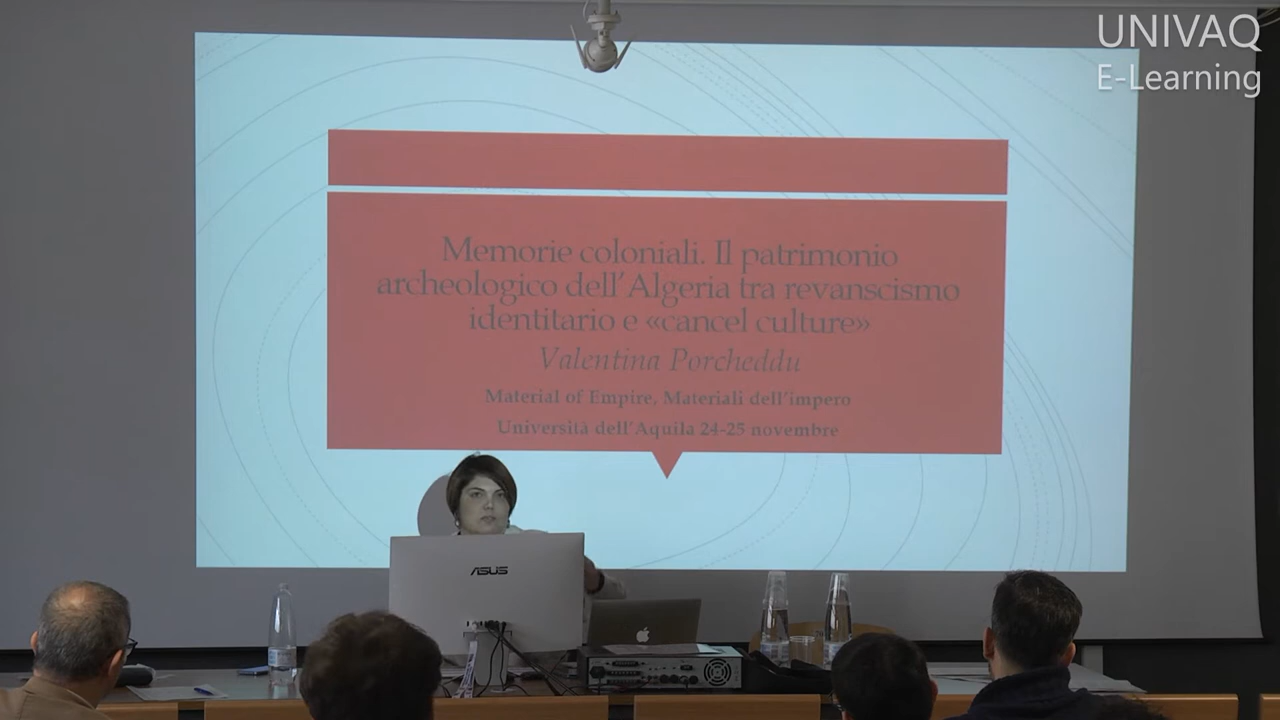 UNIVAQ
E-Learning
Memorie coloniali. Il patrimonio
archeologico dell'Algeria tra revanscismo
identitario e «cancel culture»
Valentina Porcheddu
Material of Empire, Materiali dell'impero
Università dell'Aquila 24-25 novembre
ASUS